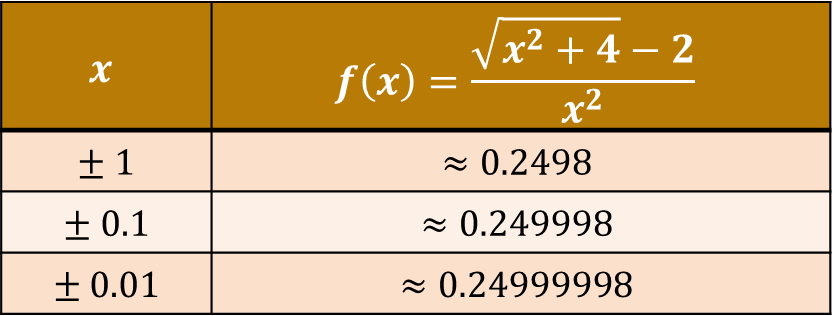 x f(x) = (√(x² + 4) − 2) / x²
± 1 ≈ 0.2498
± 0.1 ≈ 0.249998
± 0.01 ≈ 0.24999998